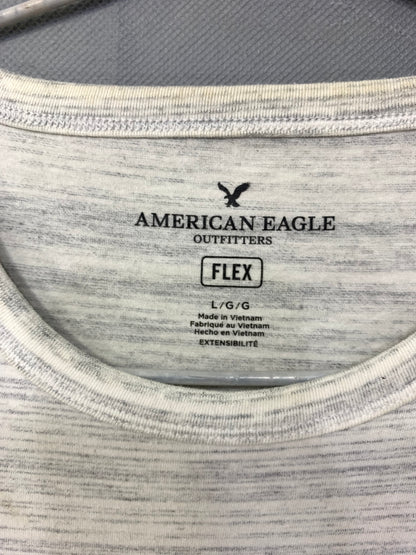 AMERICAN EAGLE
OUTFITTERS
FLEX
L/G/G
Made in Vietnam
Fabriqué au Vietnam
Hecho en Vietnam
EXTENSIBILITÉ